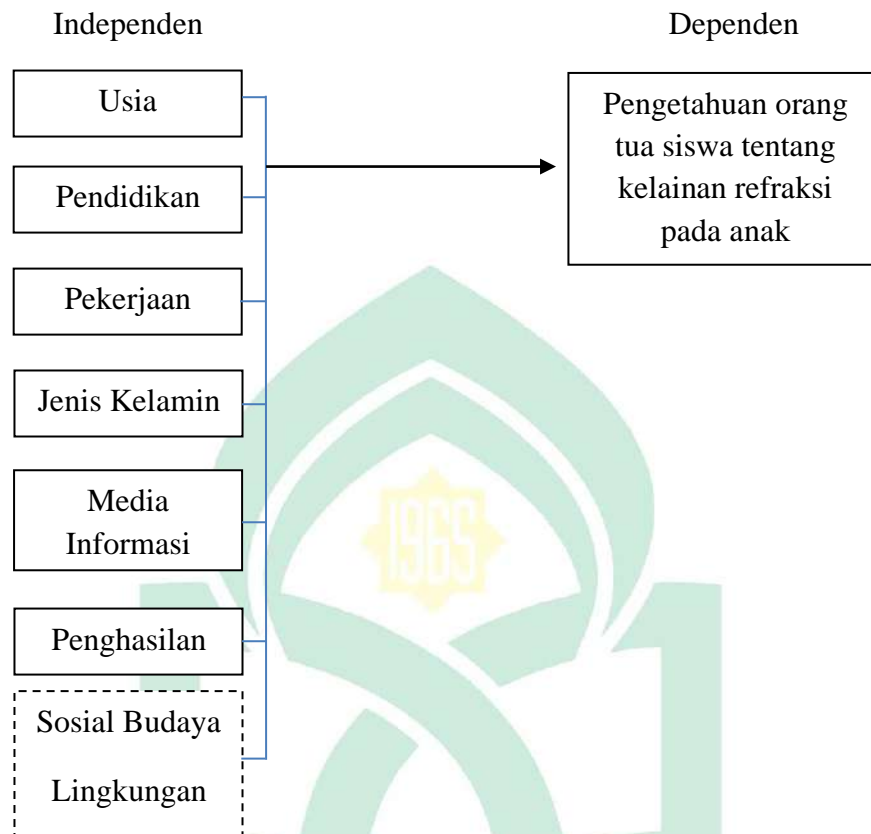 Independen
Dependen
Usia
Pendidikan
Pekerjaan
Jenis Kelamin
Media
Informasi
Penghasilan
Sosial Budaya
Lingkungan
Pengetahuan orang
tua siswa tentang
kelainan refraksi
pada anak
1965